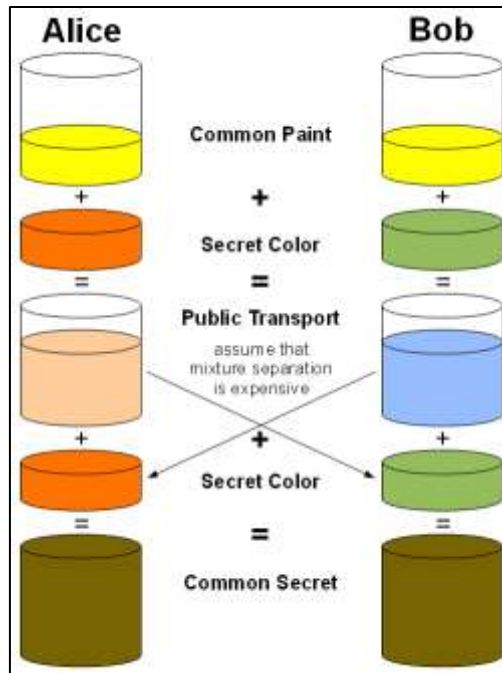 Alice Bob
Common Paint
+ + +
Secret Color
= = =
Public Transport
assume that
mixture separation
is expensive
+ + +
Secret Color
= = =
Common Secret